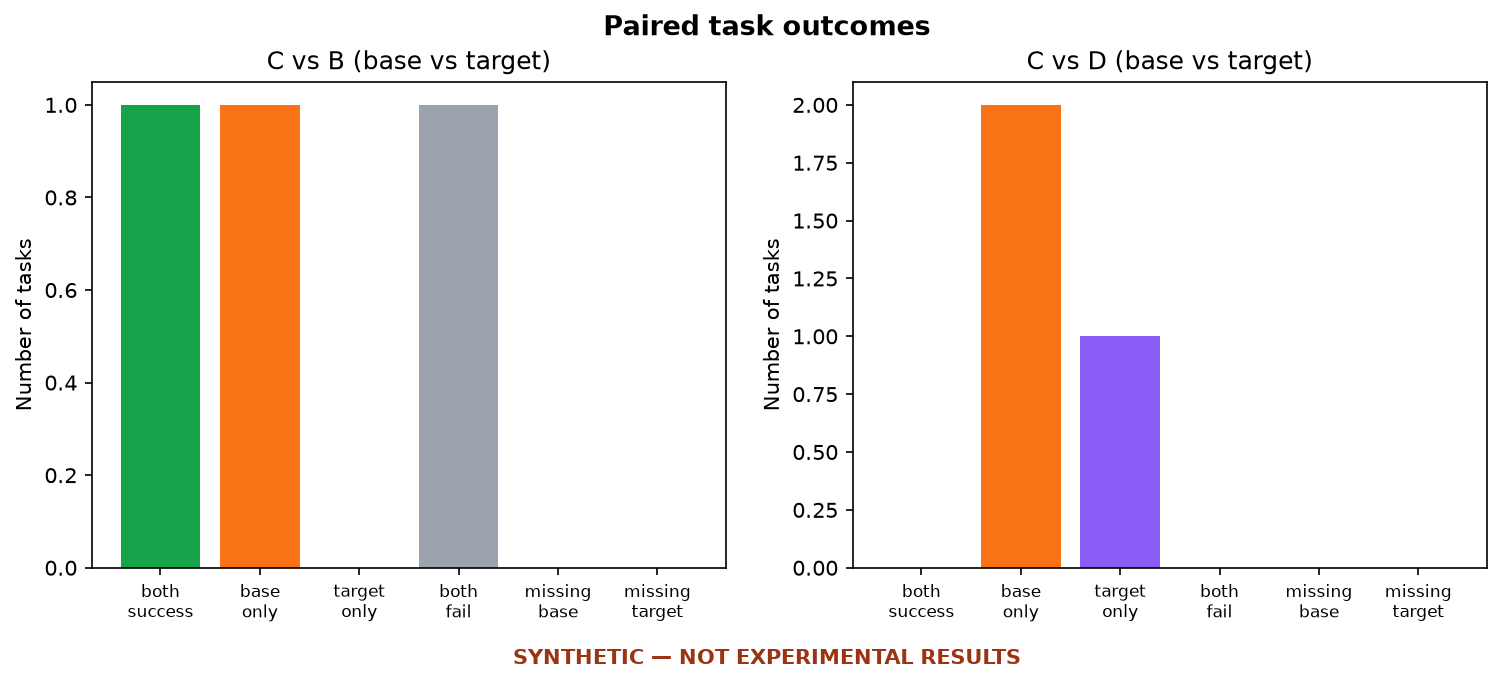 Paired task outcomes
C vs B (base vs target)
Number of tasks
1.0
0.8
0.6
0.4
0.2
0.0
both success
base only
target only
both fail
missing base
missing target
C vs D (base vs target)
Number of tasks
2.00
1.75
1.50
1.25
1.00
0.75
0.50
0.25
0.00
both success
base only
target only
both fail
missing base
missing target
SYNTHETIC — NOT EXPERIMENTAL RESULTS